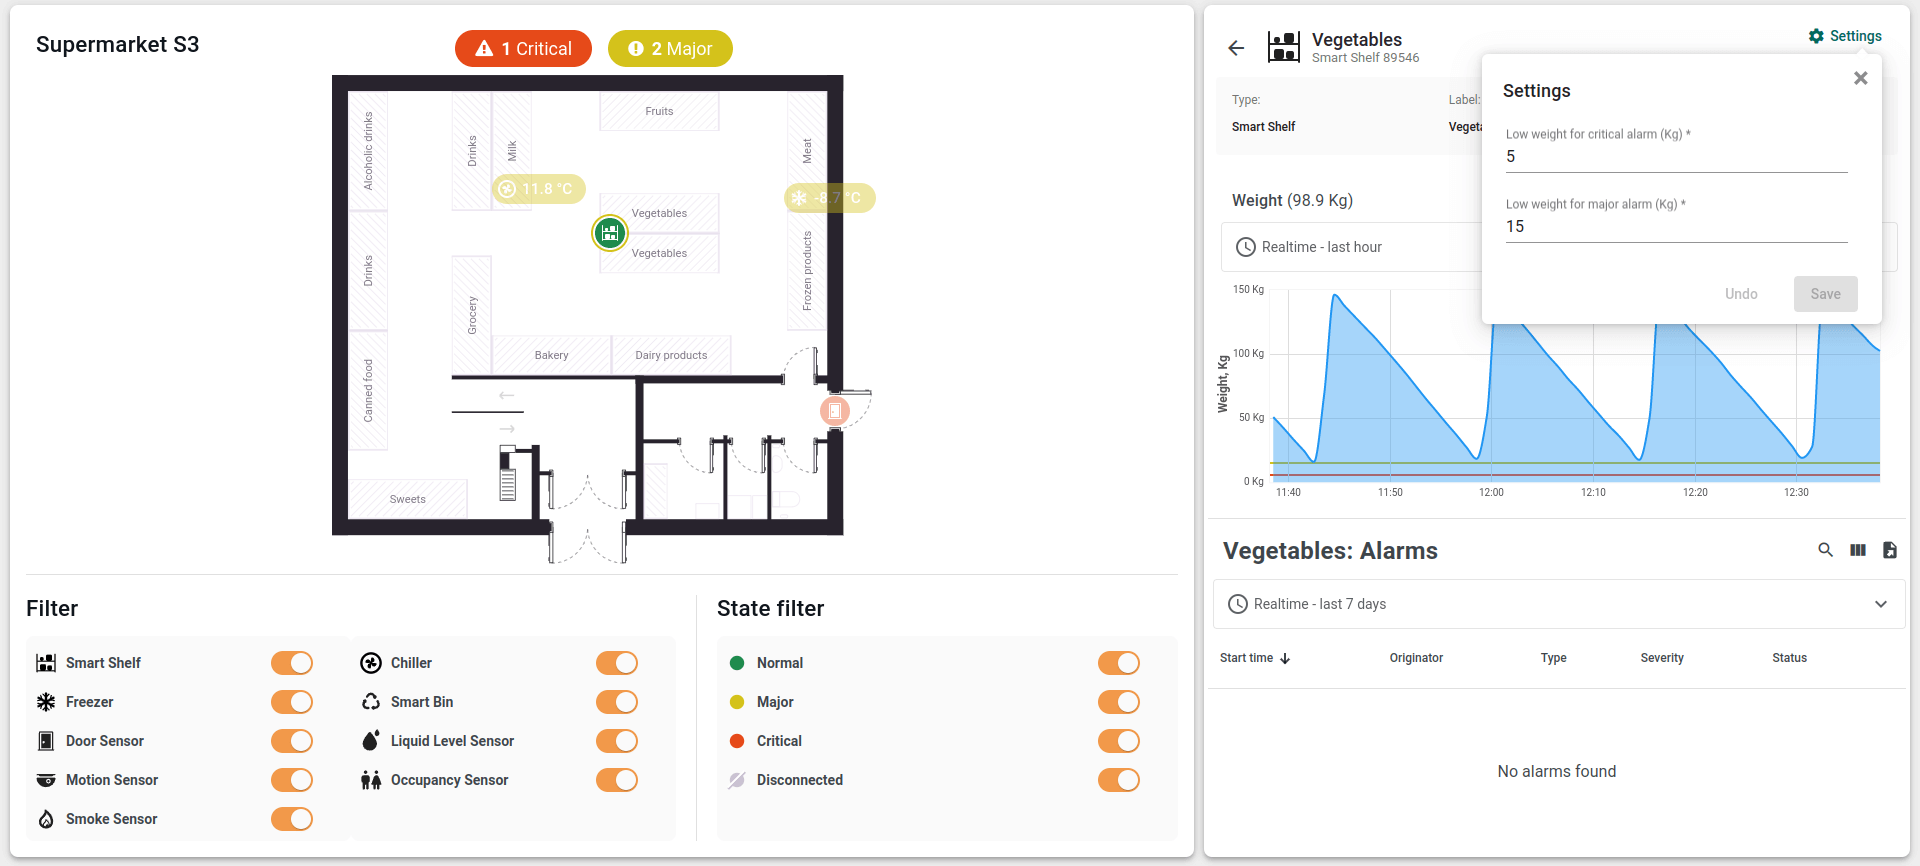 Supermarket S3
1 Critical
2 Major
Alcoholic drinks
Drinks
Milk
Fruits
Meat
11.8 °C
-8.7 °C
Vegetables
Vegetables
Drinks
Grocery
Frozen products
Bakery
Dairy products
Canned food
Sweets
Filter
Smart Shelf
Freezer
Door Sensor
Motion Sensor
Smoke Sensor
Chiller
Smart Bin
Liquid Level Sensor
Occupancy Sensor
State filter
Normal
Major
Critical
Disconnected
Vegetables
Smart Shelf 89546
Settings
Type:
Smart Shelf
Label:
Settings
Low weight for critical alarm (Kg) *
5
Low weight for major alarm (Kg) *
15
Undo
Save
Weight (98.9 Kg)
Realtime - last hour
Weight, Kg
150 Kg
100 Kg
50 Kg
0 Kg
11:40
11:50
12:00
12:10
12:20
12:30
Vegetables: Alarms
Realtime - last 7 days
Start time
Originator
Type
Severity
Status
No alarms found